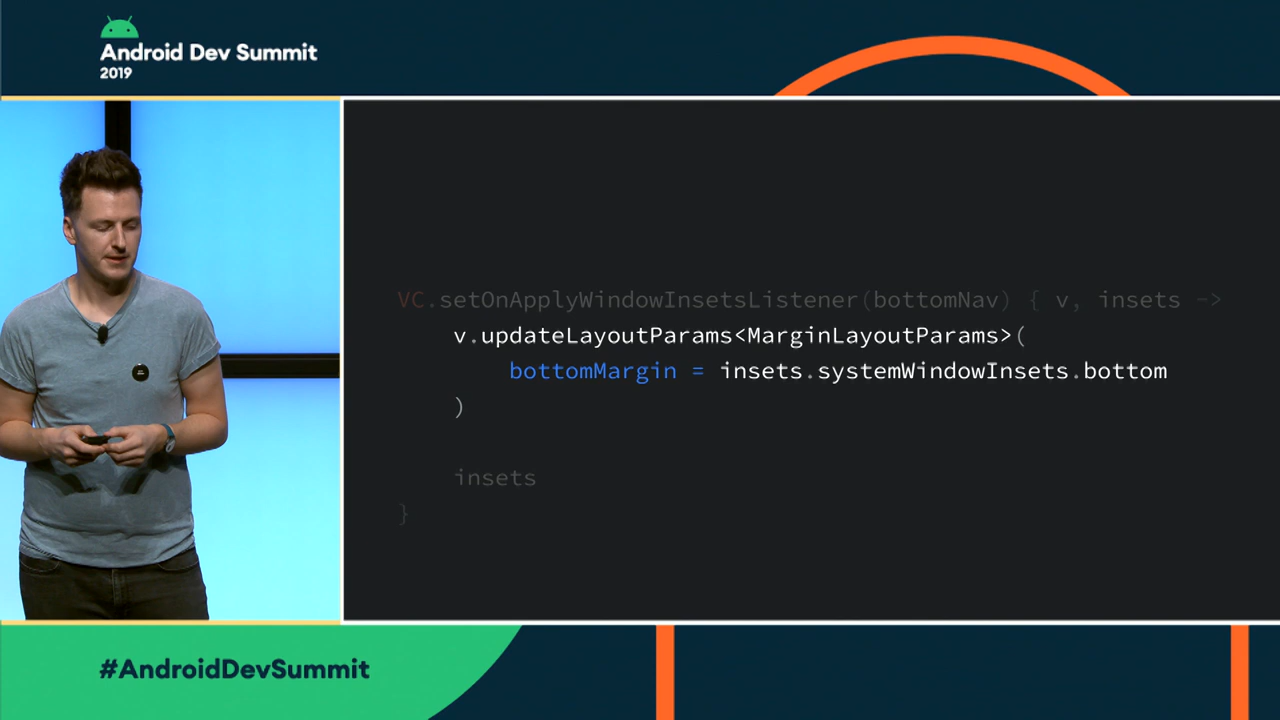 Android Dev Summit
2019
VC.setOnApplyWindowInsetsListener(bottomNav) { v, insets ->
v.updateLayoutParams<MarginLayoutParams>(
bottomMargin = insets.systemWindowInsets.bottom
)
insets
}
#AndroidDevSummit